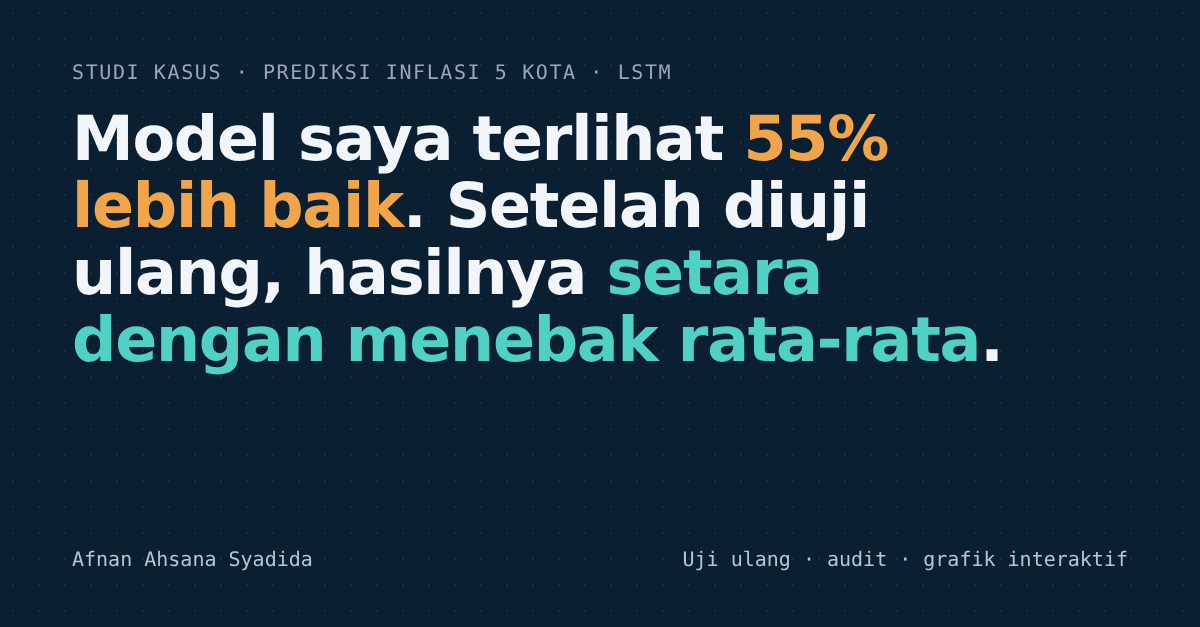 STUDI KASUS · PREDIKSI INFLASI 5 KOTA · LSTM
Model saya terlihat 55%
lebih baik. Setelah diuji
ulang, hasilnya setara
dengan menebak rata-rata.
Afnan Ahsana Syadida
Uji ulang · audit · grafik interaktif